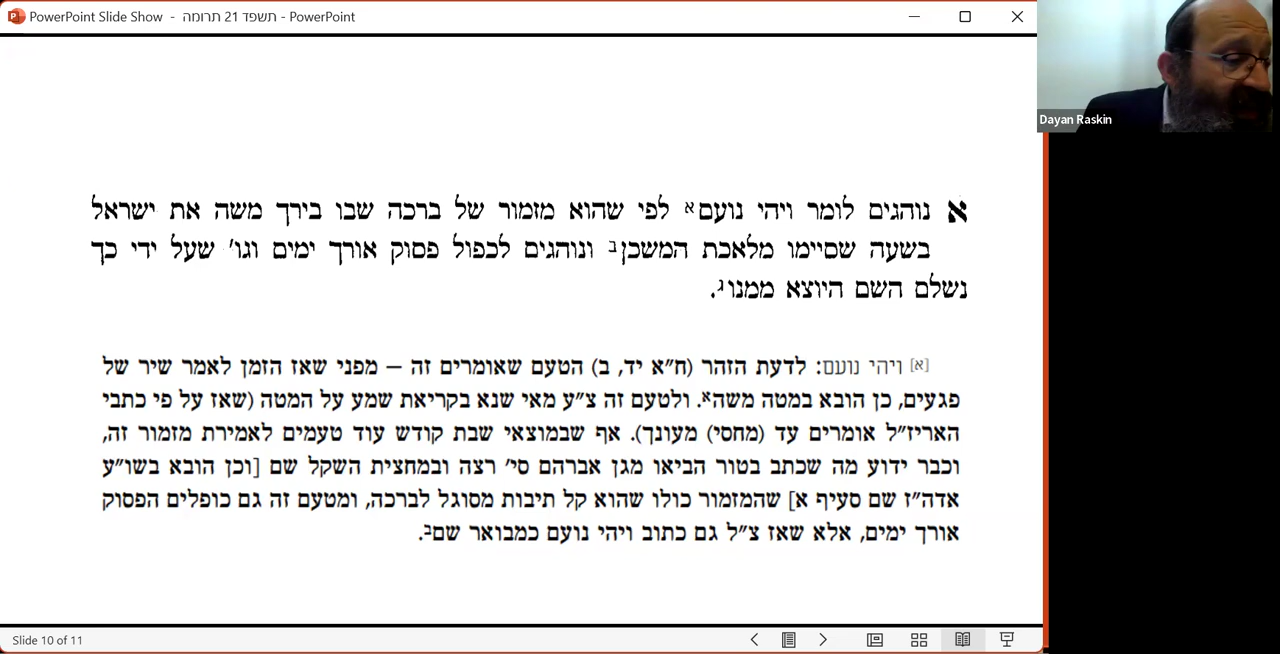 PowerPoint Slide Show - תשפד 21 תרומה - PowerPoint
Dayan Raskin
א נוהגים לומר ויהי נועםא לפי שהוא מזמור של ברכה שבו בירך משה את ישראל
בשעה שסיימו מלאכת המשכןב ונוהגים לכפול פסוק אורך ימים וגו' שעל ידי כך
נשלם השם היוצא ממנוג.
[א] ויהי נועם: לדעת הזהר (ח"א יד, ב) הטעם שאומרים זה – מפני שאז הזמן לאמר שיר של
פגעים, כן הובא במטה משהא. ולטעם זה צ"ע מאי שנא בקריאת שמע על המטה (שאז על פי כתבי
האריז"ל אומרים עד (מחסי) מעונך). אף שבמוצאי שבת קודש עוד טעמים לאמירת מזמור זה,
וכבר ידוע מה שכתב בטור הביאו מגן אברהם סי' רצה ובמחצית השקל שם [וכן הובא בשו"ע
אדה"ז שם סעיף א] שהמזמור כולו שהוא קל תיבות מסוגל לברכה, ומטעם זה גם כופלים הפסוק
אורך ימים, אלא שאז צ"ל גם כתוב ויהי נועם כמבואר שםב.
Slide 10 of 11